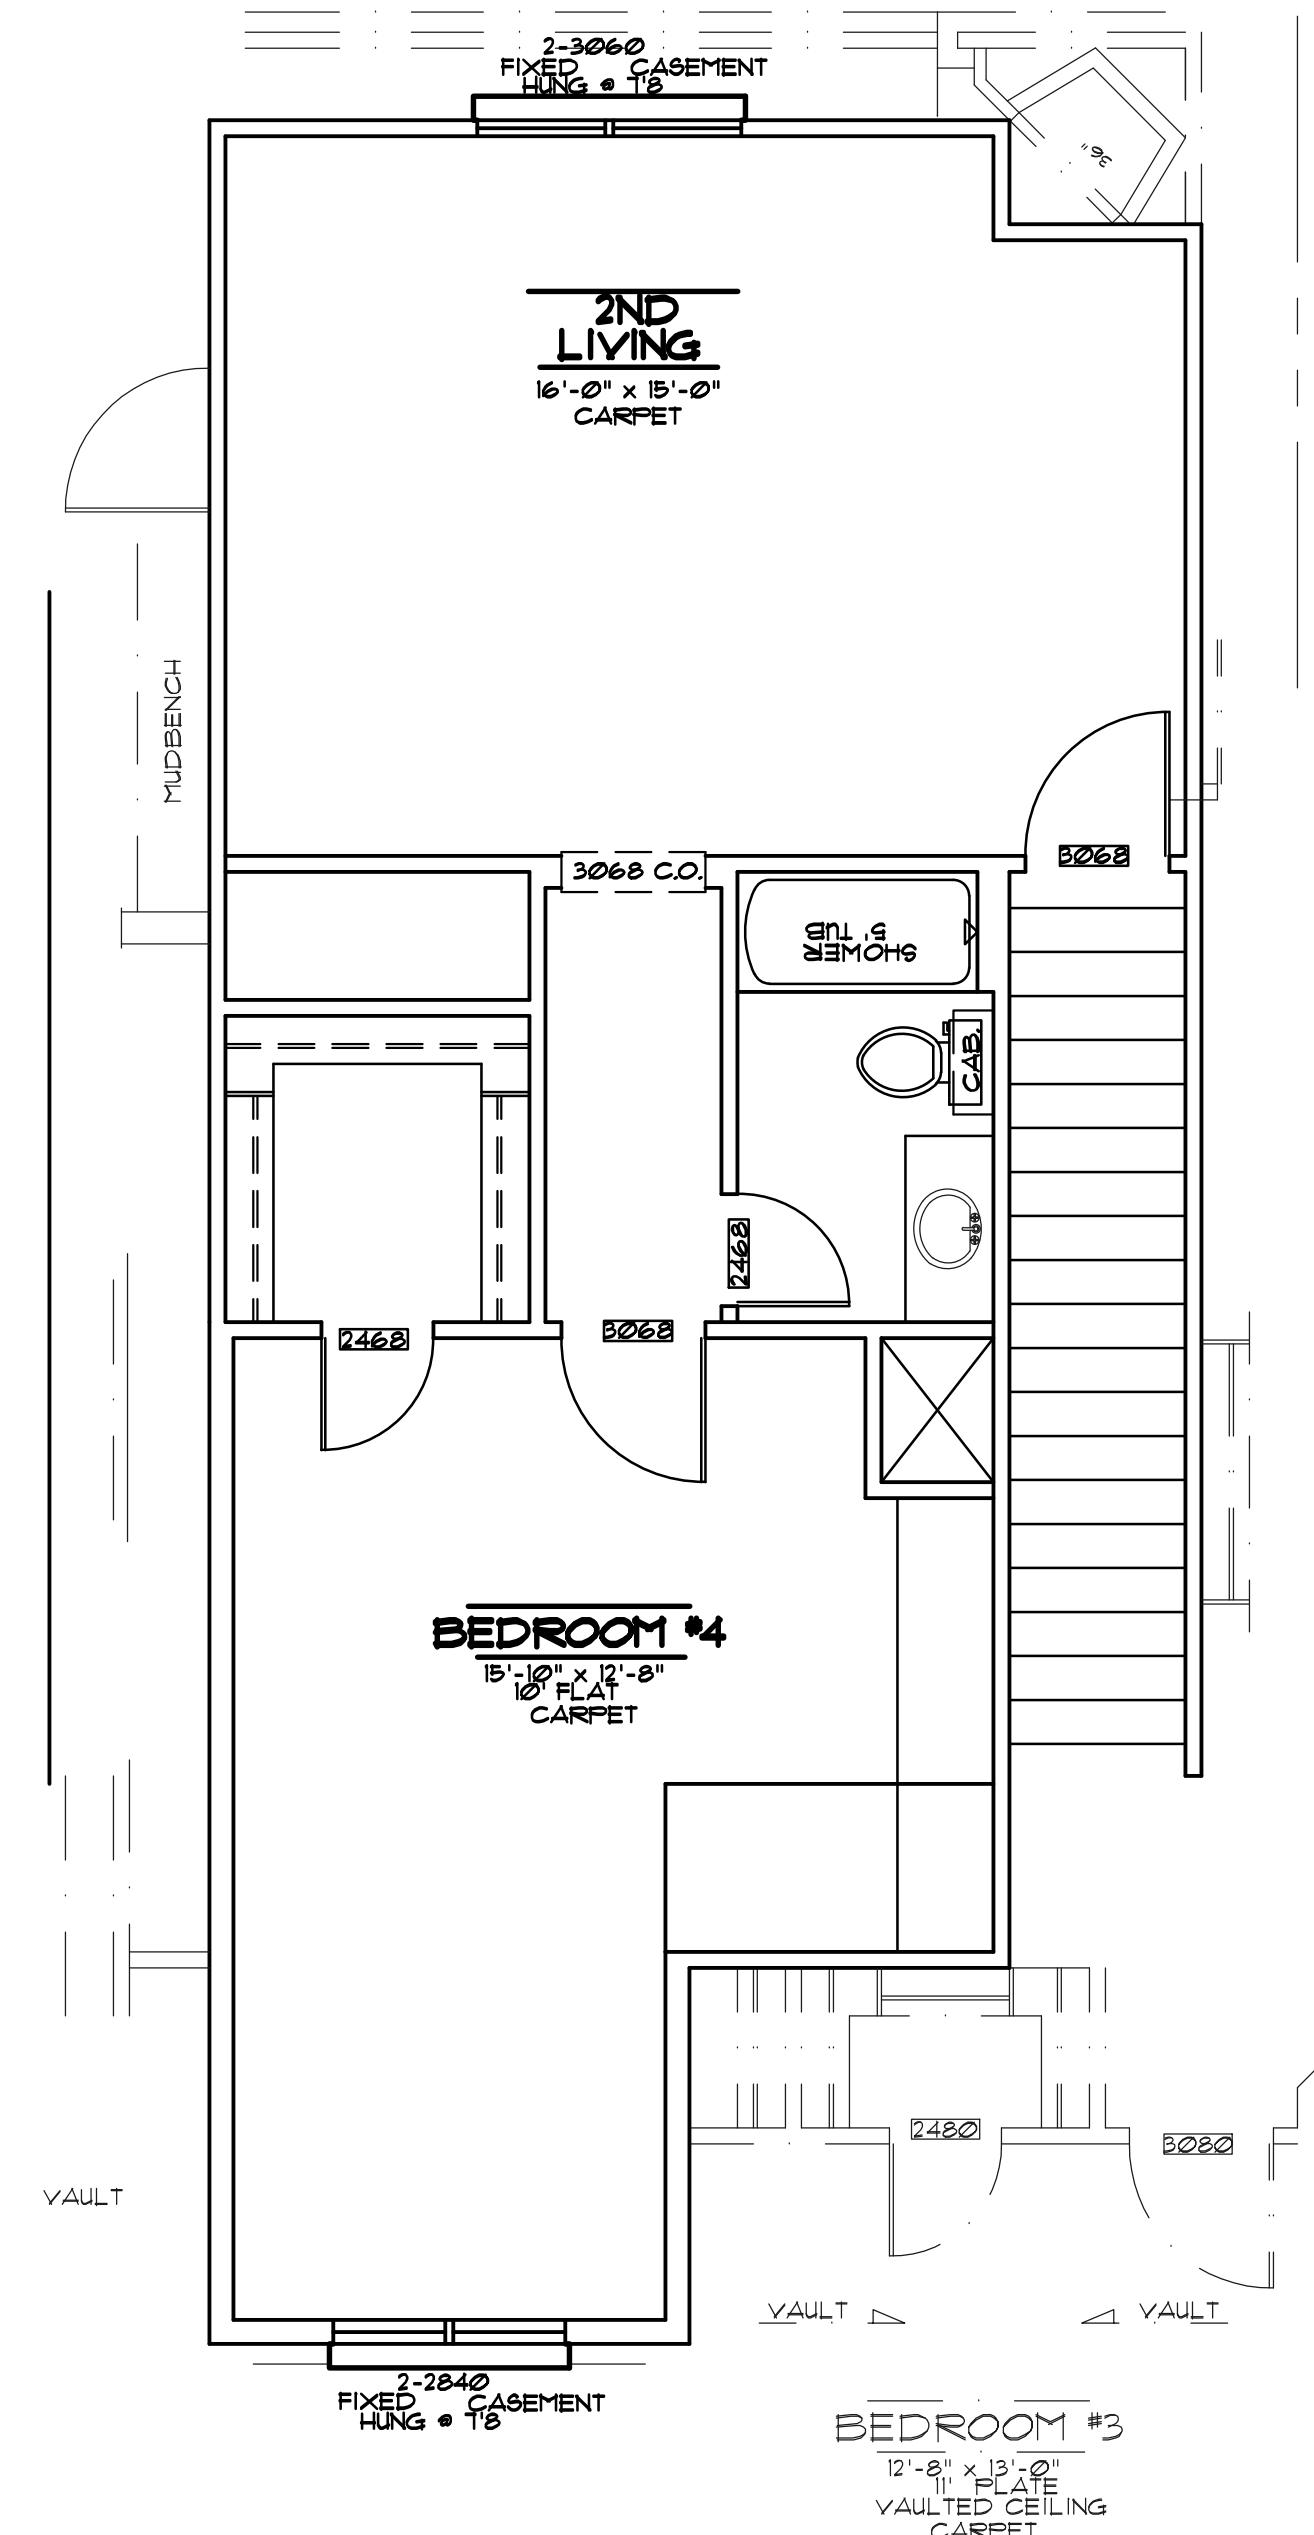 2-3060
FIXED CASEMENT
HUNG @ 7'8
36"
2ND
LIVING
16'-0" x 15'-0"
CARPET
MUDBENCH
3068
3068 C.O.
5' TUB
SHOWER
CAB.
2468
2468
3068
BEDROOM #4
15'-10" x 12'-8"
10' FLAT
CARPET
2480
3080
VAULT
VAULT
VAULT
2-2840
FIXED CASEMENT
HUNG @ 7'8
BEDROOM #3
12'-8" x 13'-0"
11' PLATE
VAULTED CEILING
CARPET